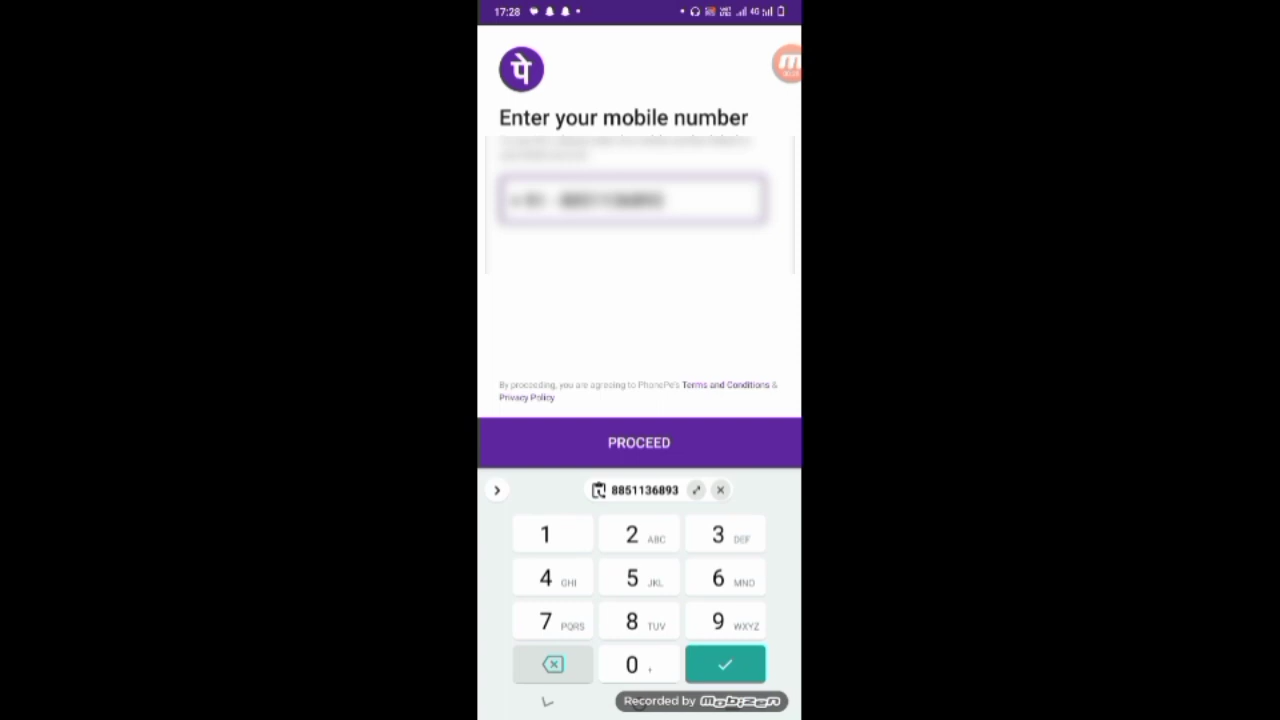 17:28
4G
पे
Enter your mobile number
By proceeding, you are agreeing to PhonePe's Terms and Conditions &
Privacy Policy
PROCEED
8851136893
1
2 ABC
3 DEF
4 GHI
5 JKL
6 MNO
7 PQRS
8 TUV
9 WXYZ
0 ,
Recorded by mobizen